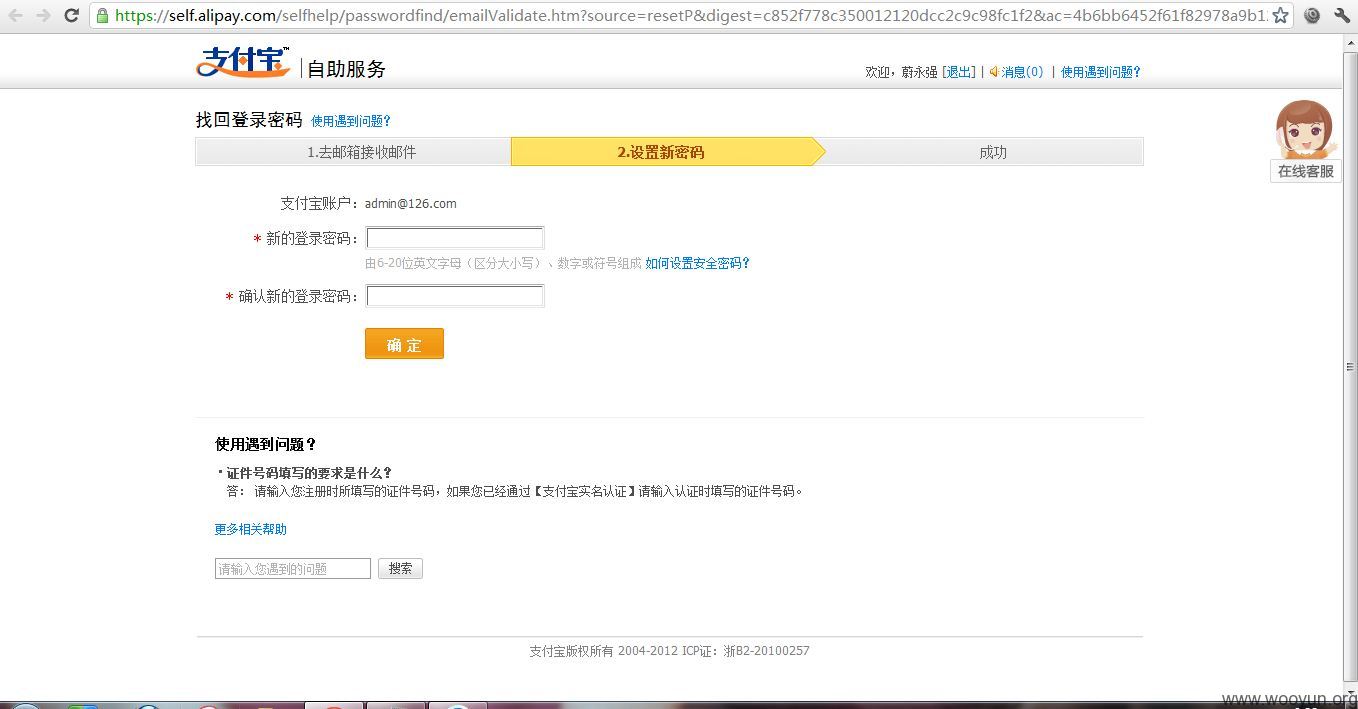 https://self.alipay.com/selfhelp/passwordfind/emailValidate.htm?source=resetP&digest=c852f778c350012120dcc2c9c98fc1f2&ac=4b6bb6452f61f82978a9b1
支付宝™ 自助服务
欢迎，蔚永强 [退出] | 消息(0) | 使用遇到问题?
找回登录密码 使用遇到问题?
1.去邮箱接收邮件 2.设置新密码 成功
在线客服
支付宝账户： admin@126.com
* 新的登录密码：
由6-20位英文字母（区分大小写）、数字或符号组成 如何设置安全密码?
* 确认新的登录密码：
确 定
使用遇到问题？
· 证件号码填写的要求是什么？
答： 请输入您注册时所填写的证件号码，如果您已经通过【支付宝实名认证】请输入认证时填写的证件号码。
更多相关帮助
请输入您遇到的问题 搜索
支付宝版权所有 2004-2012 ICP证：浙B2-20100257
www.wooyun.org